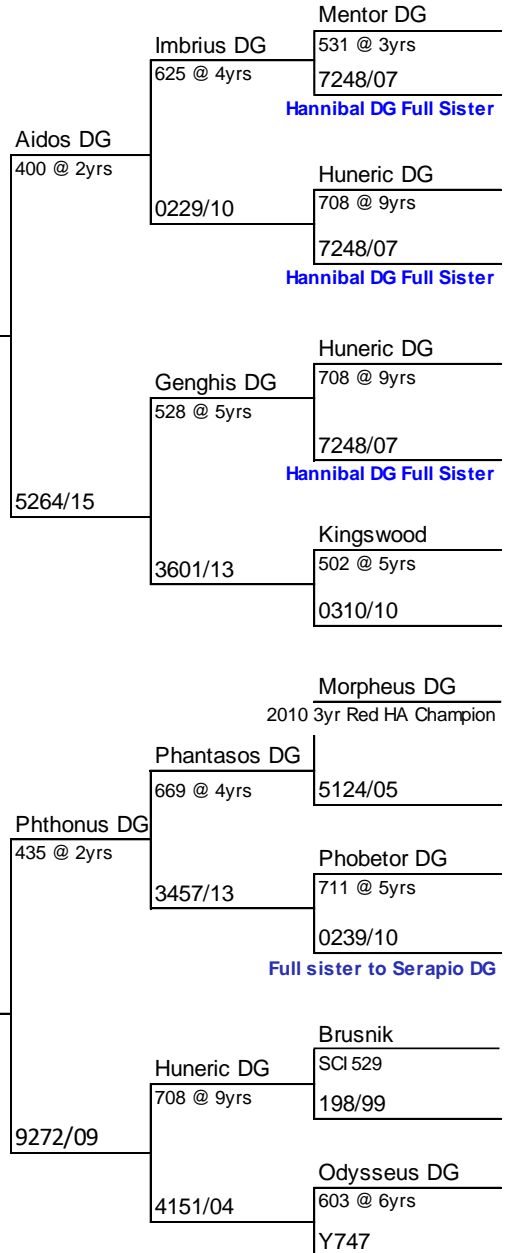 Mentor DG
Imbrius DG
531 @ 3yrs
625 @ 4yrs
7248/07
Hannibal DG Full Sister
Aidos DG
400 @ 2yrs
Huneric DG
0229/10
708 @ 9yrs
7248/07
Hannibal DG Full Sister
Huneric DG
Genghis DG
708 @ 9yrs
528 @ 5yrs
7248/07
Hannibal DG Full Sister
5264/15
Kingswood
3601/13
502 @ 5yrs
0310/10
Morpheus DG
2010 3yr Red HA Champion
Phantasos DG
669 @ 4yrs
5124/05
Phthonus DG
435 @ 2yrs
Phobetor DG
3457/13
711 @ 5yrs
0239/10
Full sister to Serapio DG
Brusnik
Huneric DG
SCI 529
708 @ 9yrs
198/99
9272/09
Odysseus DG
4151/04
603 @ 6yrs
Y747